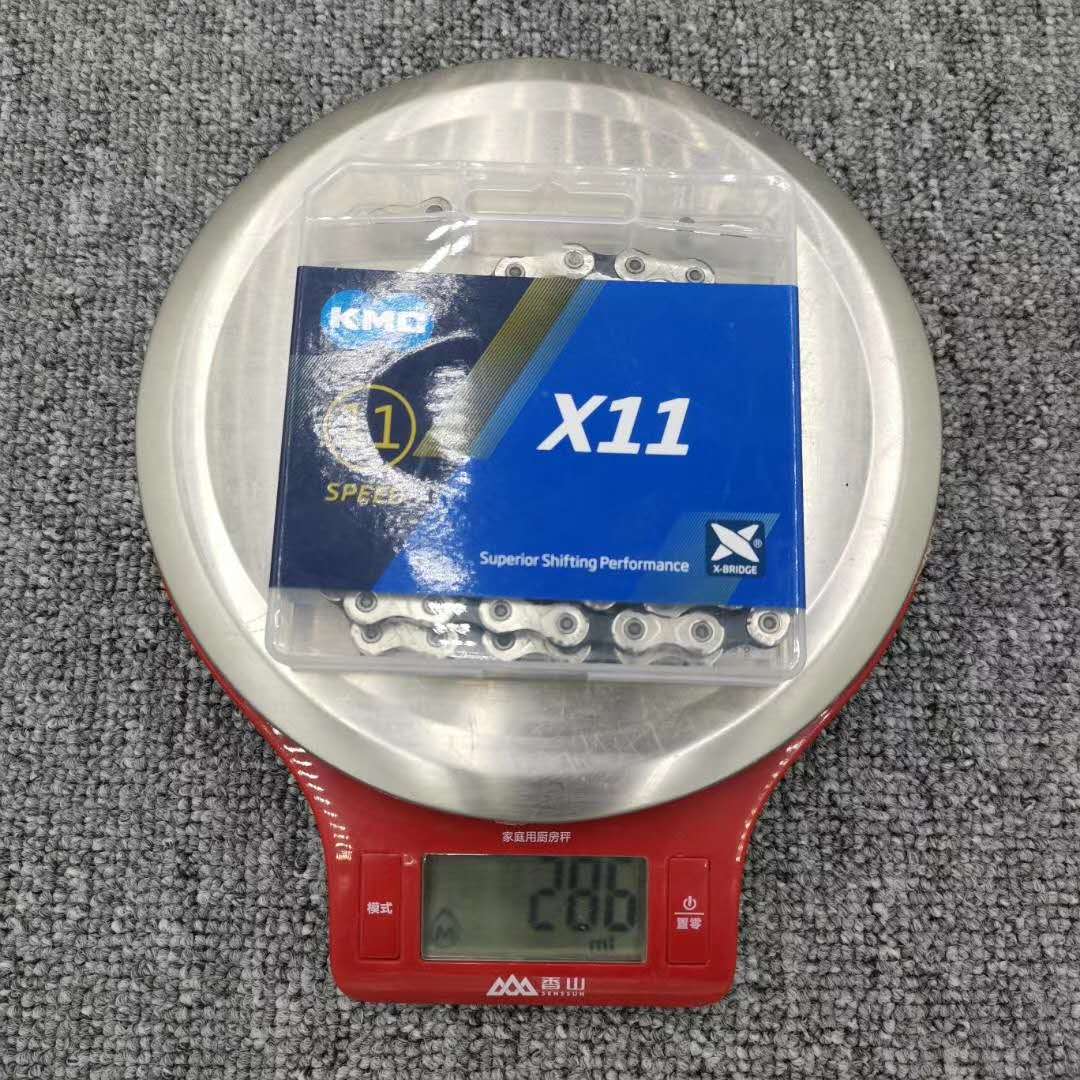 KMC
11
SPEED
X11
Superior Shifting Performance
®
X-BRIDGE
家庭用厨房秤
模式
286
ml
M
置零
香山
SENSSUN